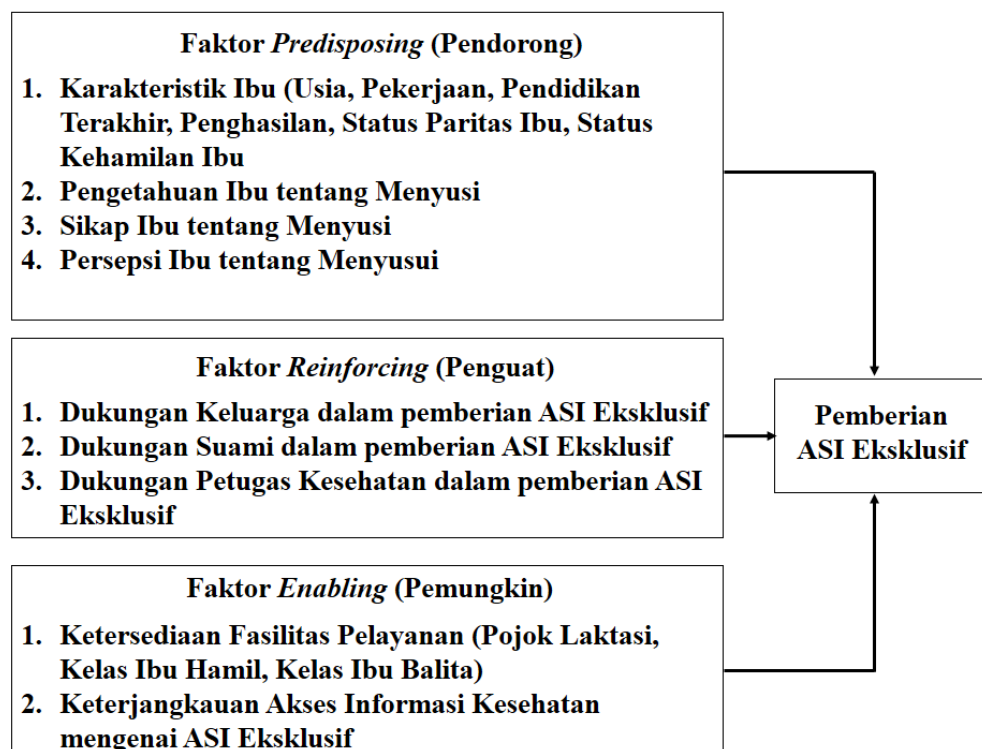 Faktor Predisposing (Pendorong)
1. Karakteristik Ibu (Usia, Pekerjaan, Pendidikan
Terakhir, Penghasilan, Status Paritas Ibu, Status
Kehamilan Ibu
2. Pengetahuan Ibu tentang Menyusi
3. Sikap Ibu tentang Menyusi
4. Persepsi Ibu tentang Menyusui
Faktor Reinforcing (Penguat)
1. Dukungan Keluarga dalam pemberian ASI Eksklusif
2. Dukungan Suami dalam pemberian ASI Eksklusif
3. Dukungan Petugas Kesehatan dalam pemberian ASI
Eksklusif
Pemberian
ASI Eksklusif
Faktor Enabling (Pemungkin)
1. Ketersediaan Fasilitas Pelayanan (Pojok Laktasi,
Kelas Ibu Hamil, Kelas Ibu Balita)
2. Keterjangkauan Akses Informasi Kesehatan
mengenai ASI Eksklusif